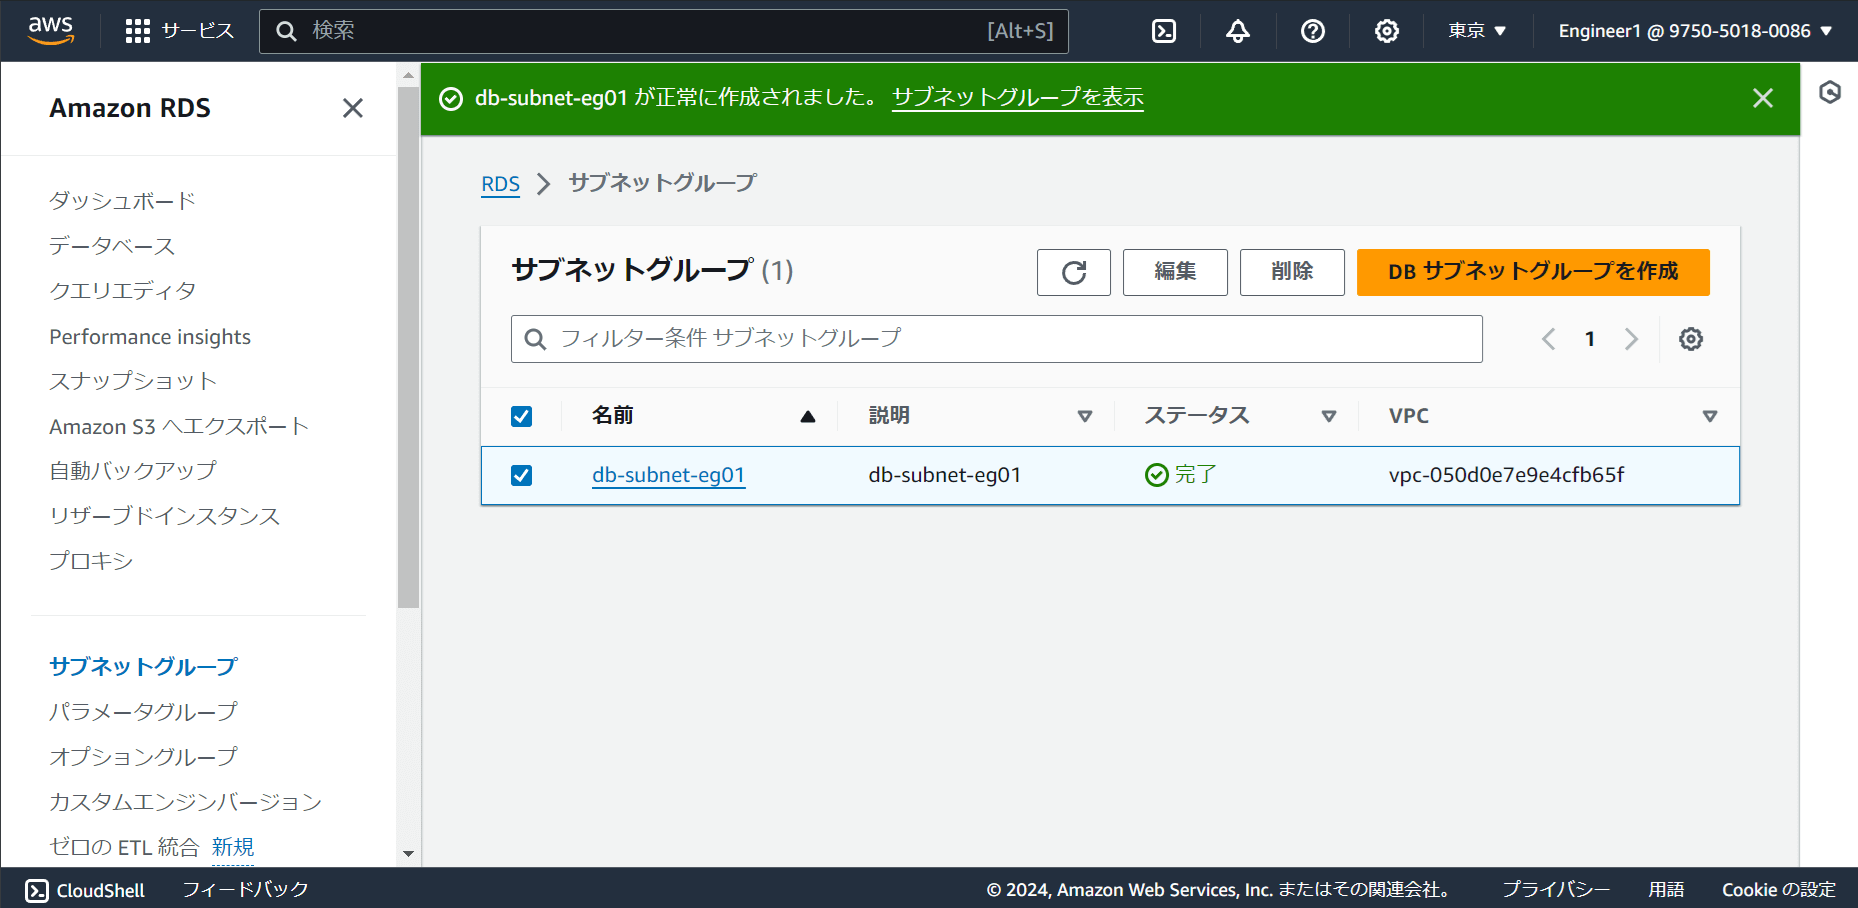 aws
サービス
検索
[Alt+S]
東京 ▼
Engineer1 @ 9750-5018-0086 ▼
Amazon RDS
ダッシュボード
データベース
クエリエディタ
Performance insights
スナップショット
Amazon S3 へエクスポート
自動バックアップ
リザーブドインスタンス
プロキシ
サブネットグループ
パラメータグループ
オプショングループ
カスタムエンジンバージョン
ゼロの ETL 統合 新規
db-subnet-eg01 が正常に作成されました。 サブネットグループを表示
RDS > サブネットグループ
サブネットグループ (1)
編集
削除
DB サブネットグループを作成
フィルター条件 サブネットグループ
1
名前 説明 ステータス VPC
db-subnet-eg01 db-subnet-eg01 完了 vpc-050d0e7e9e4cfb65f
CloudShell フィードバック © 2024, Amazon Web Services, Inc. またはその関連会社。 プライバシー 用語 Cookie の設定